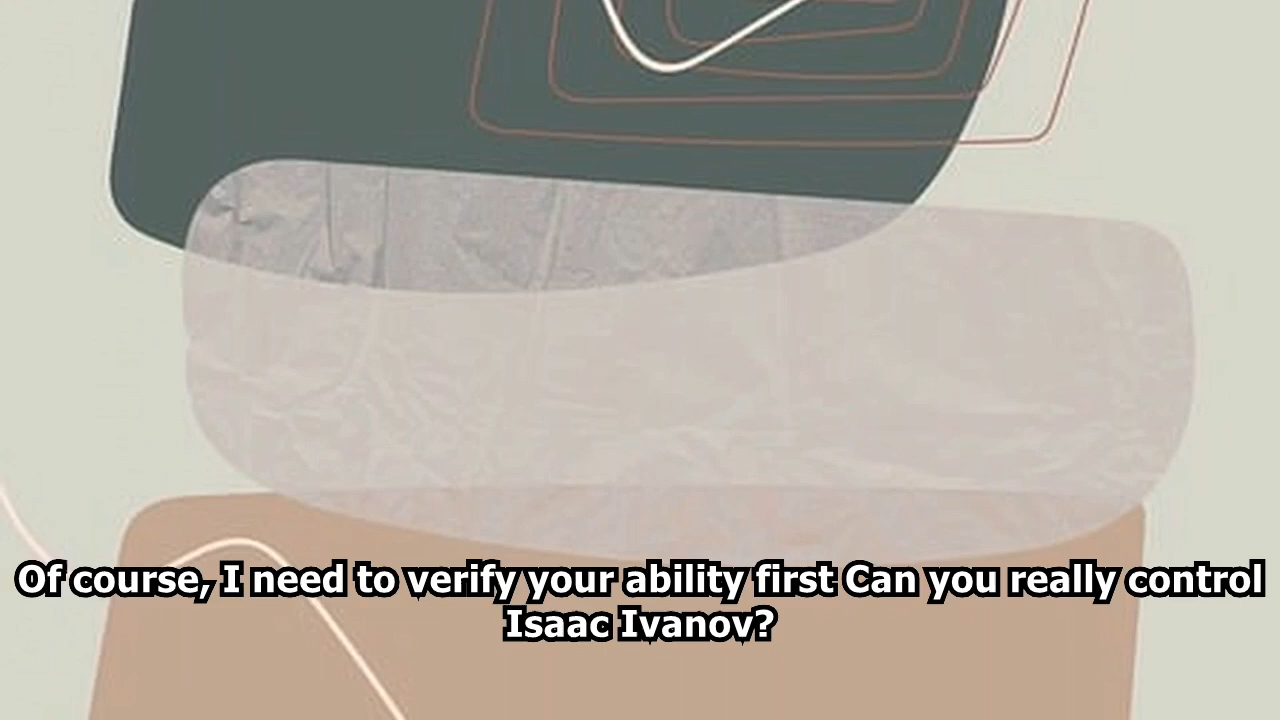 Of course, I need to verify your ability first Can you really control
Isaac Ivanov?